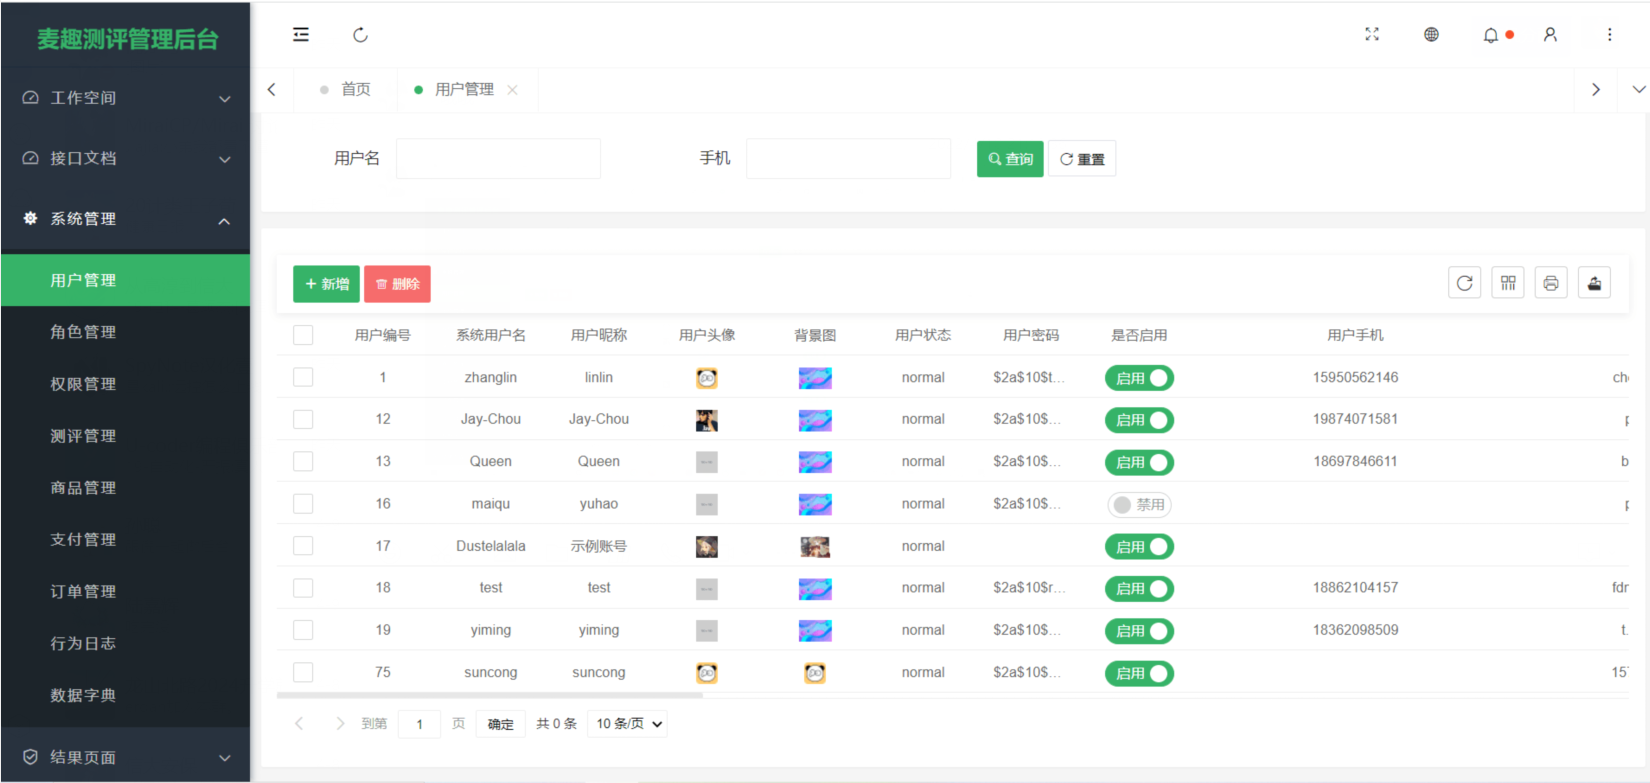 麦趣测评管理后台
工作空间
接口文档
系统管理
用户管理
角色管理
权限管理
测评管理
商品管理
支付管理
订单管理
行为日志
数据字典
结果页面
首页 用户管理
用户名 手机 查询 重置
新增 删除
用户编号 系统用户名 用户昵称 用户头像 背景图 用户状态 用户密码 是否启用 用户手机
1 zhanglin linlin normal $2a$10$t... 启用 15950562146 ch
12 Jay-Chou Jay-Chou normal $2a$10$... 启用 19874071581
13 Queen Queen normal $2a$10$... 启用 18697846611 b
16 maiqu yuhao normal $2a$10$... 禁用
17 Dustelalala 示例账号 normal 启用
18 test test normal $2a$10$r... 启用 18862104157 fdr
19 yiming yiming normal $2a$10$... 启用 18362098509 t.
75 suncong suncong normal $2a$10$... 启用 15
到第 1 页 确定 共 0 条 10 条/页